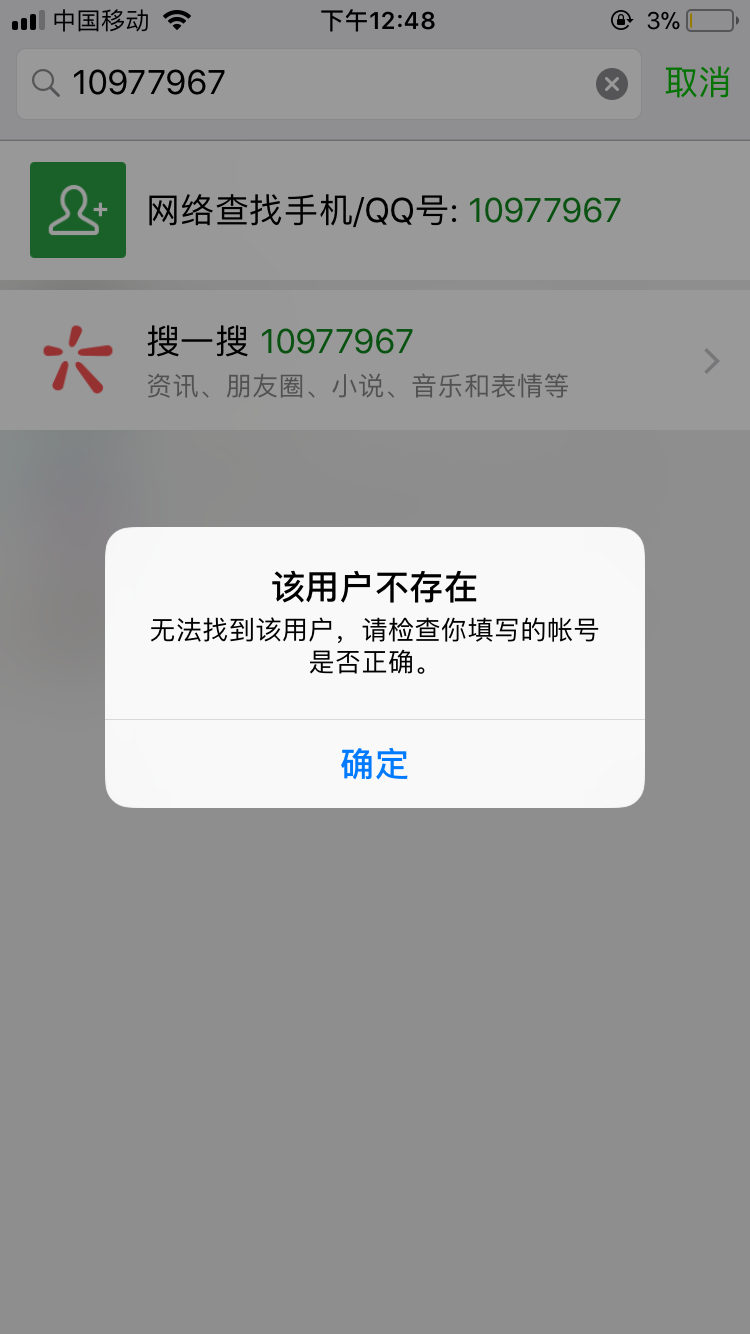 中国移动 下午12:48 3%
10977967 取消
网络查找手机/QQ号: 10977967
搜一搜 10977967
资讯、朋友圈、小说、音乐和表情等
该用户不存在
无法找到该用户，请检查你填写的帐号
是否正确。
确定